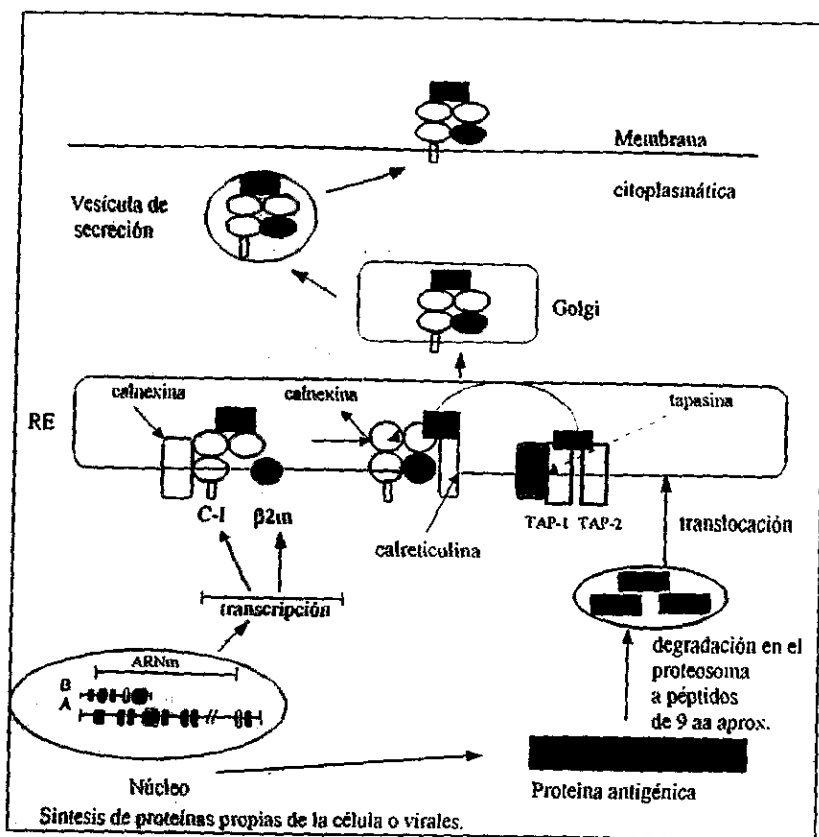 Membrana
citoplasmática
Vesícula de
secreción
Golgi
RE
calnexina
calnexina
tapasina
C-I
β2m
TAP-1 TAP-2
calreticulina
translocación
transcripción
ARNm
B
A
degradación en el
proteosoma
a péptidos
de 9 aa aprox.
Núcleo
Proteína antigénica
Síntesis de proteínas propias de la célula o virales.